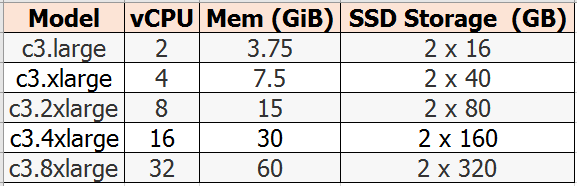 Model vCPU Mem (GiB) SSD Storage (GB)
c3.large 2 3.75 2 x 16
c3.xlarge 4 7.5 2 x 40
c3.2xlarge 8 15 2 x 80
c3.4xlarge 16 30 2 x 160
c3.8xlarge 32 60 2 x 320